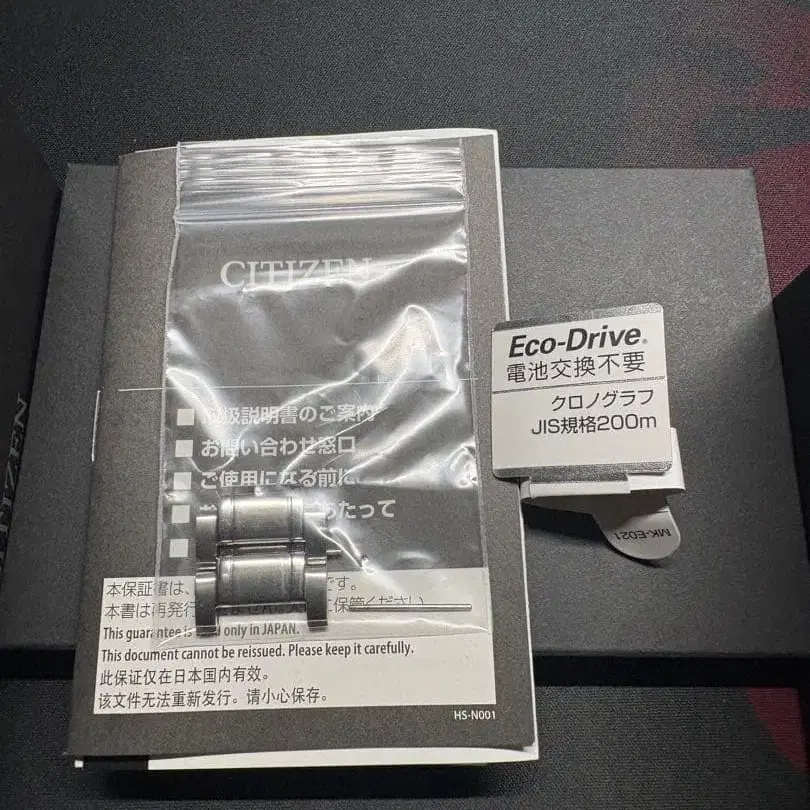 CITIZEN
取扱説明書のご案内
お問い合わせ窓口
ご使用になる前に
あたって
本保証書は、 です。
本書は再発行 保管ください
This guarantee is only in JAPAN.
This document cannot be reissued. Please keep it carefully.
此保证仅在日本国内有效。
该文件无法重新发行。请小心保存。
HS-N001
Eco-Drive®
電池交換不要
クロノグラフ
JIS規格200m
MK-E021
CITIZEN